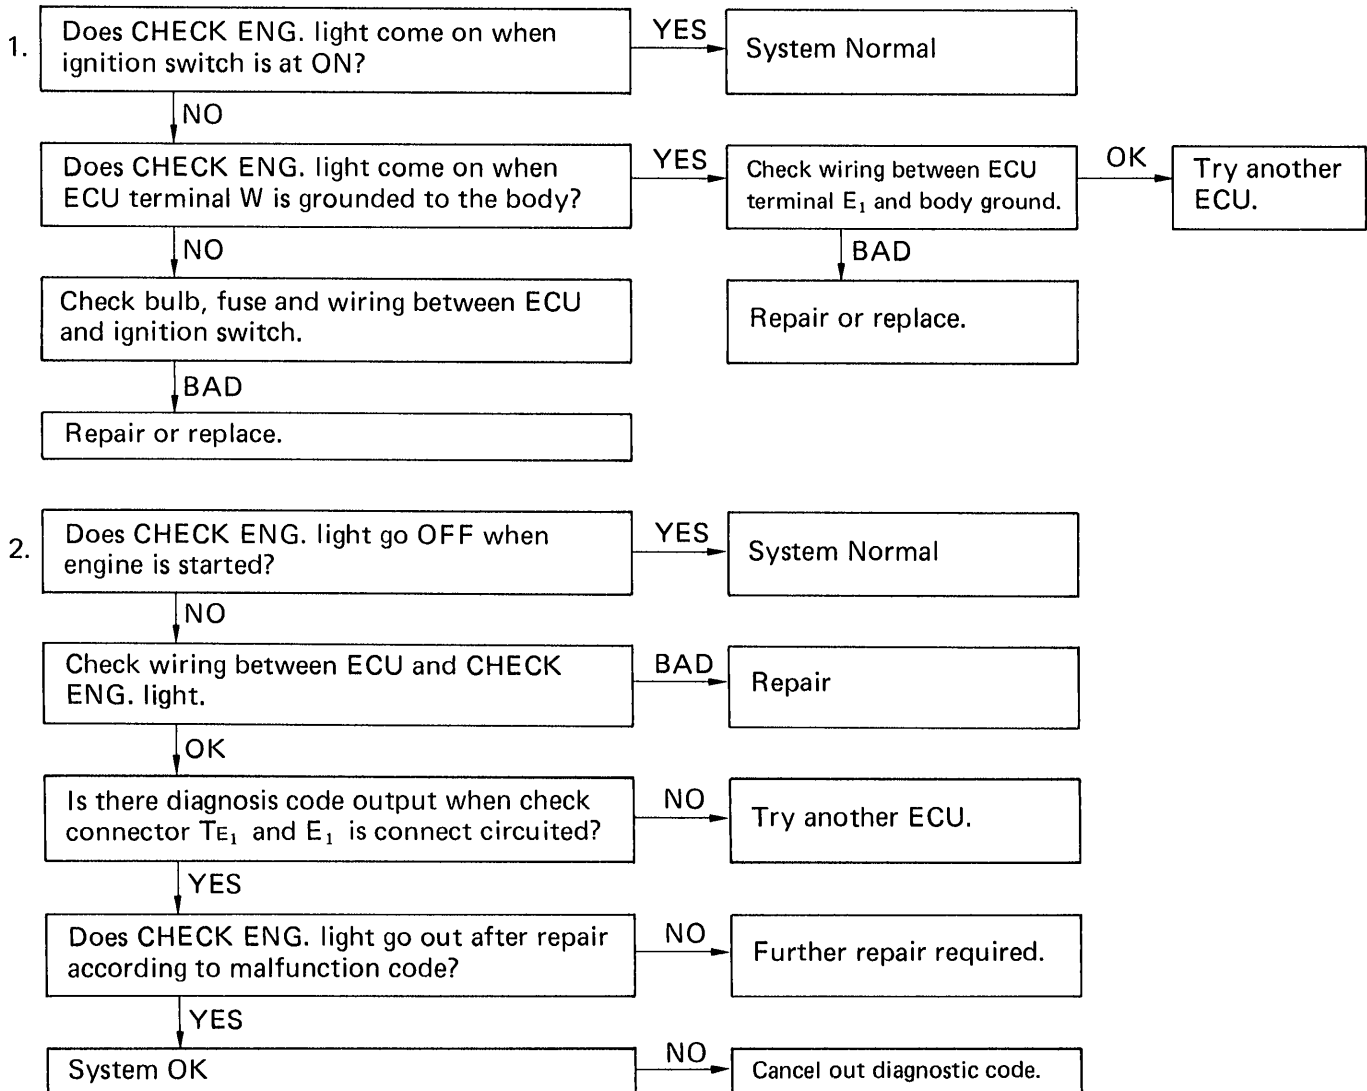 1.
Does CHECK ENG. light come on when
ignition switch is at ON?
YES
System Normal
NO
Does CHECK ENG. light come on when
ECU terminal W is grounded to the body?
YES
Check wiring between ECU
terminal E₁ and body ground.
OK
Try another
ECU.
NO
BAD
Check bulb, fuse and wiring between ECU
and ignition switch.
Repair or replace.
BAD
Repair or replace.
2.
Does CHECK ENG. light go OFF when
engine is started?
YES
System Normal
NO
Check wiring between ECU and CHECK
ENG. light.
BAD
Repair
OK
Is there diagnosis code output when check
connector TE₁ and E₁ is connect circuited?
NO
Try another ECU.
YES
Does CHECK ENG. light go out after repair
according to malfunction code?
NO
Further repair required.
YES
System OK
NO
Cancel out diagnostic code.